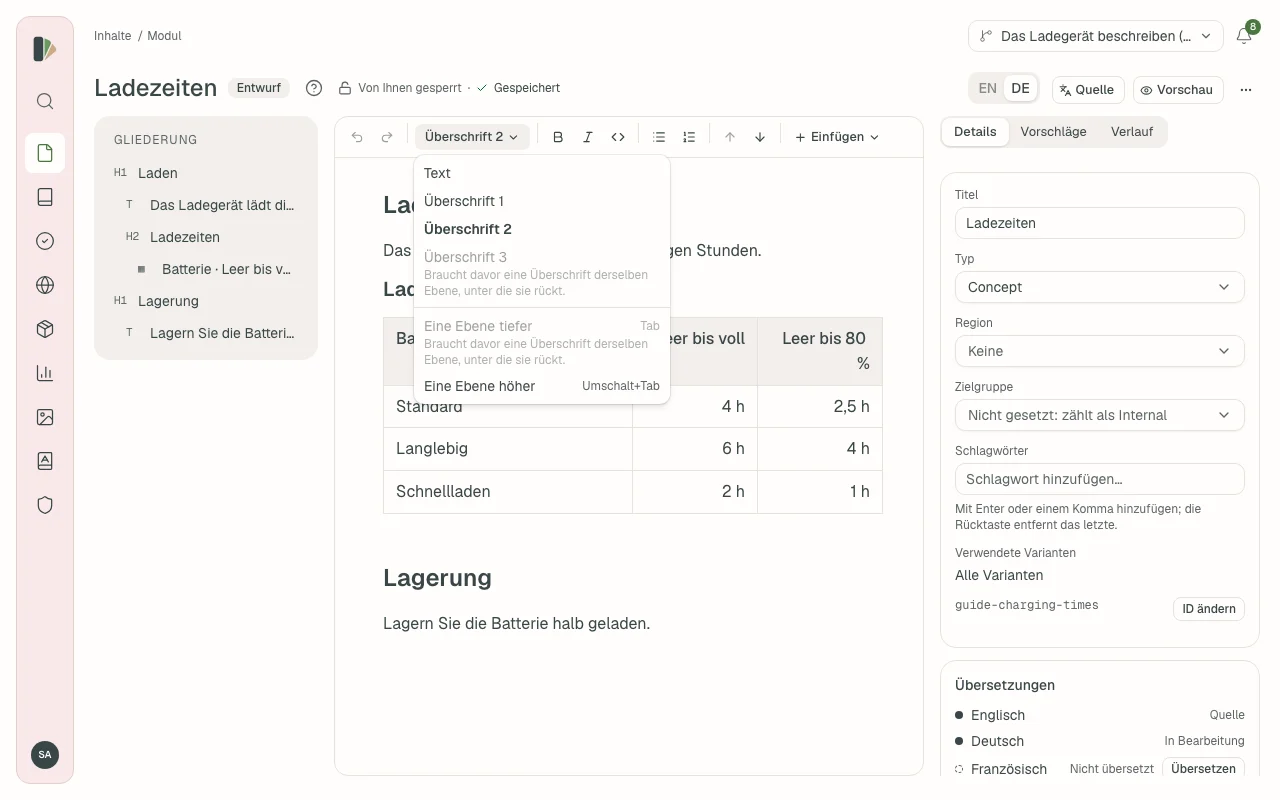 Inhalte / Modul
Das Ladegerät beschreiben (...
8
Ladezeiten
Entwurf
Von Ihnen gesperrt · Gespeichert
EN DE
Quelle
Vorschau
GLIEDERUNG
H1 Laden
T Das Ladegerät lädt di...
H2 Ladezeiten
Batterie · Leer bis v...
H1 Lagerung
T Lagern Sie die Batteri...
Überschrift 2
B I
Einfügen
Text
Überschrift 1
Überschrift 2
Überschrift 3
Braucht davor eine Überschrift derselben
Ebene, unter die sie rückt.
Eine Ebene tiefer Tab
Braucht davor eine Überschrift derselben
Ebene, unter die sie rückt.
Eine Ebene höher Umschalt+Tab
Das
Stunden.
eer bis voll
Leer bis 80
%
Standard 4 h 2,5 h
Langlebig 6 h 4 h
Schnellladen 2 h 1 h
Lagerung
Lagern Sie die Batterie halb geladen.
Details Vorschläge Verlauf
Titel
Ladezeiten
Typ
Concept
Region
Keine
Zielgruppe
Nicht gesetzt: zählt als Internal
Schlagwörter
Schlagwort hinzufügen…
Mit Enter oder einem Komma hinzufügen; die
Rücktaste entfernt das letzte.
Verwendete Varianten
Alle Varianten
guide-charging-times
ID ändern
Übersetzungen
Englisch Quelle
Deutsch In Bearbeitung
Französisch Nicht übersetzt Übersetzen
SA